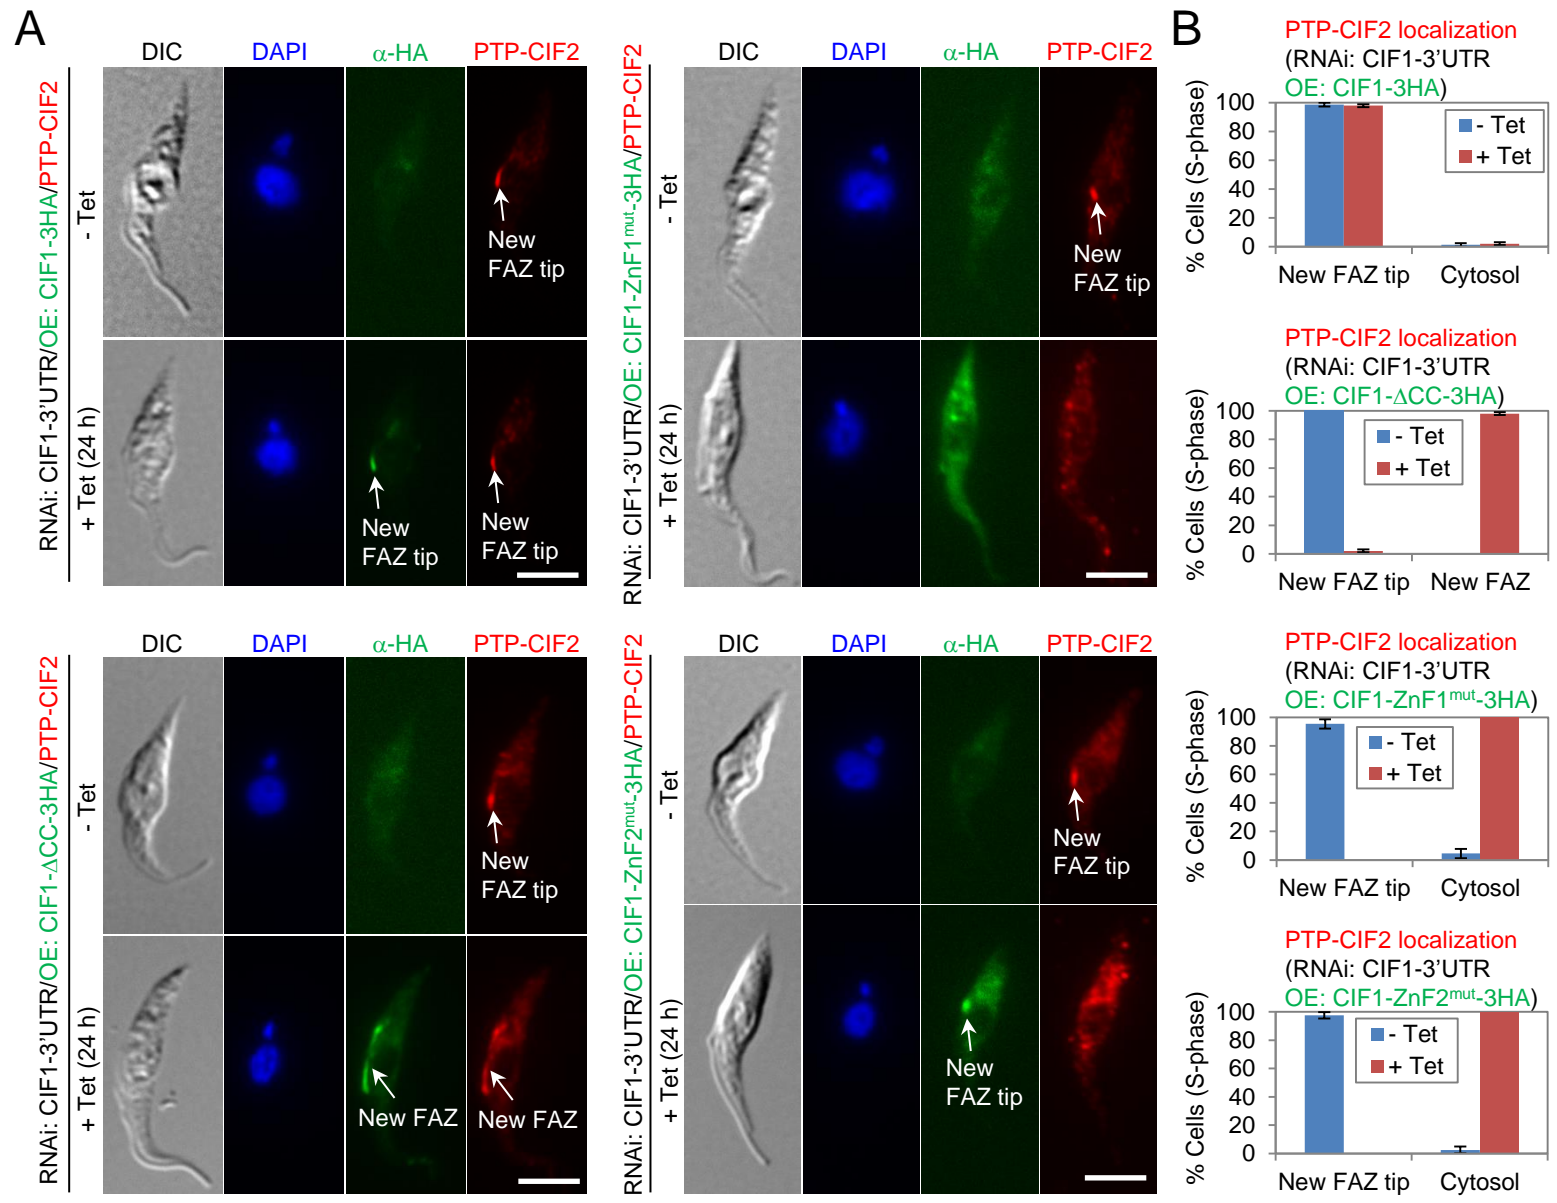 A
DIC DAPI α-HA PTP-CIF2
RNAi: CIF1-3'UTR/OE: CIF1-3HA/PTP-CIF2
- Tet
New
FAZ tip
+ Tet (24 h)
New
FAZ tip
New
FAZ tip
DIC DAPI α-HA PTP-CIF2
RNAi: CIF1-3'UTR/OE: CIF1-ZnF1mut-3HA/PTP-CIF2
- Tet
New
FAZ tip
+ Tet (24 h)
DIC DAPI α-HA PTP-CIF2
RNAi: CIF1-3'UTR/OE: CIF1-ΔCC-3HA/PTP-CIF2
- Tet
New
FAZ tip
+ Tet (24 h)
New FAZ
New FAZ
DIC DAPI α-HA PTP-CIF2
RNAi: CIF1-3'UTR/OE: CIF1-ZnF2mut-3HA/PTP-CIF2
- Tet
New
FAZ tip
+ Tet (24 h)
New
FAZ tip
B
PTP-CIF2 localization
(RNAi: CIF1-3'UTR
OE: CIF1-3HA)
% Cells (S-phase)
100
80
60
40
20
0
- Tet
+ Tet
New FAZ tip Cytosol
PTP-CIF2 localization
(RNAi: CIF1-3'UTR
OE: CIF1-ΔCC-3HA)
% Cells (S-phase)
100
80
60
40
20
0
- Tet
+ Tet
New FAZ tip New FAZ
PTP-CIF2 localization
(RNAi: CIF1-3'UTR
OE: CIF1-ZnF1mut-3HA)
% Cells (S-phase)
100
80
60
40
20
0
- Tet
+ Tet
New FAZ tip Cytosol
PTP-CIF2 localization
(RNAi: CIF1-3'UTR
OE: CIF1-ZnF2mut-3HA)
% Cells (S-phase)
100
80
60
40
20
0
- Tet
+ Tet
New FAZ tip Cytosol